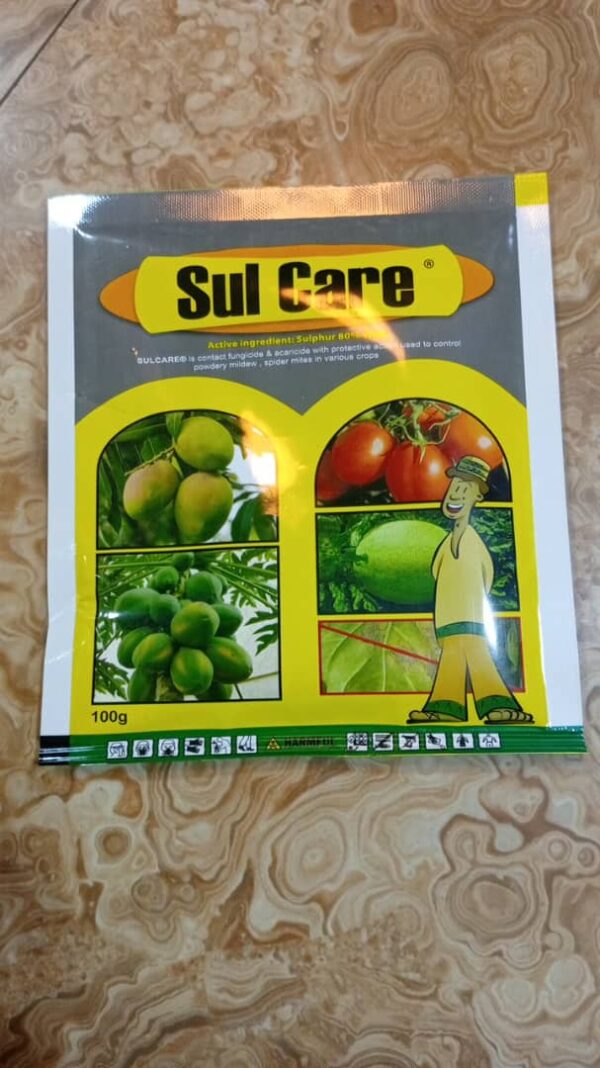 Sul Care®
Active ingredient: Sulphur 80%
SULCARE® is contact fungicide & acaricide with protective action used to control
powdery mildew , spider mites in various crops
100g
HARMFUL